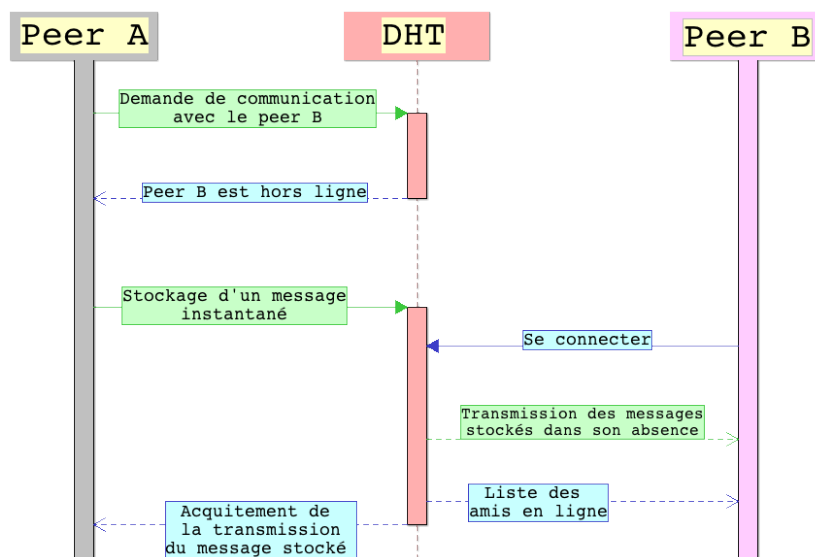 Peer A
DHT
Peer B
Demande de communication
avec le peer B
Peer B est hors ligne
Stockage d'un message
instantané
Se connecter
Transmission des messages
stockés dans son absence
Liste des
amis en ligne
Acquitement de
la transmission
du message stocké